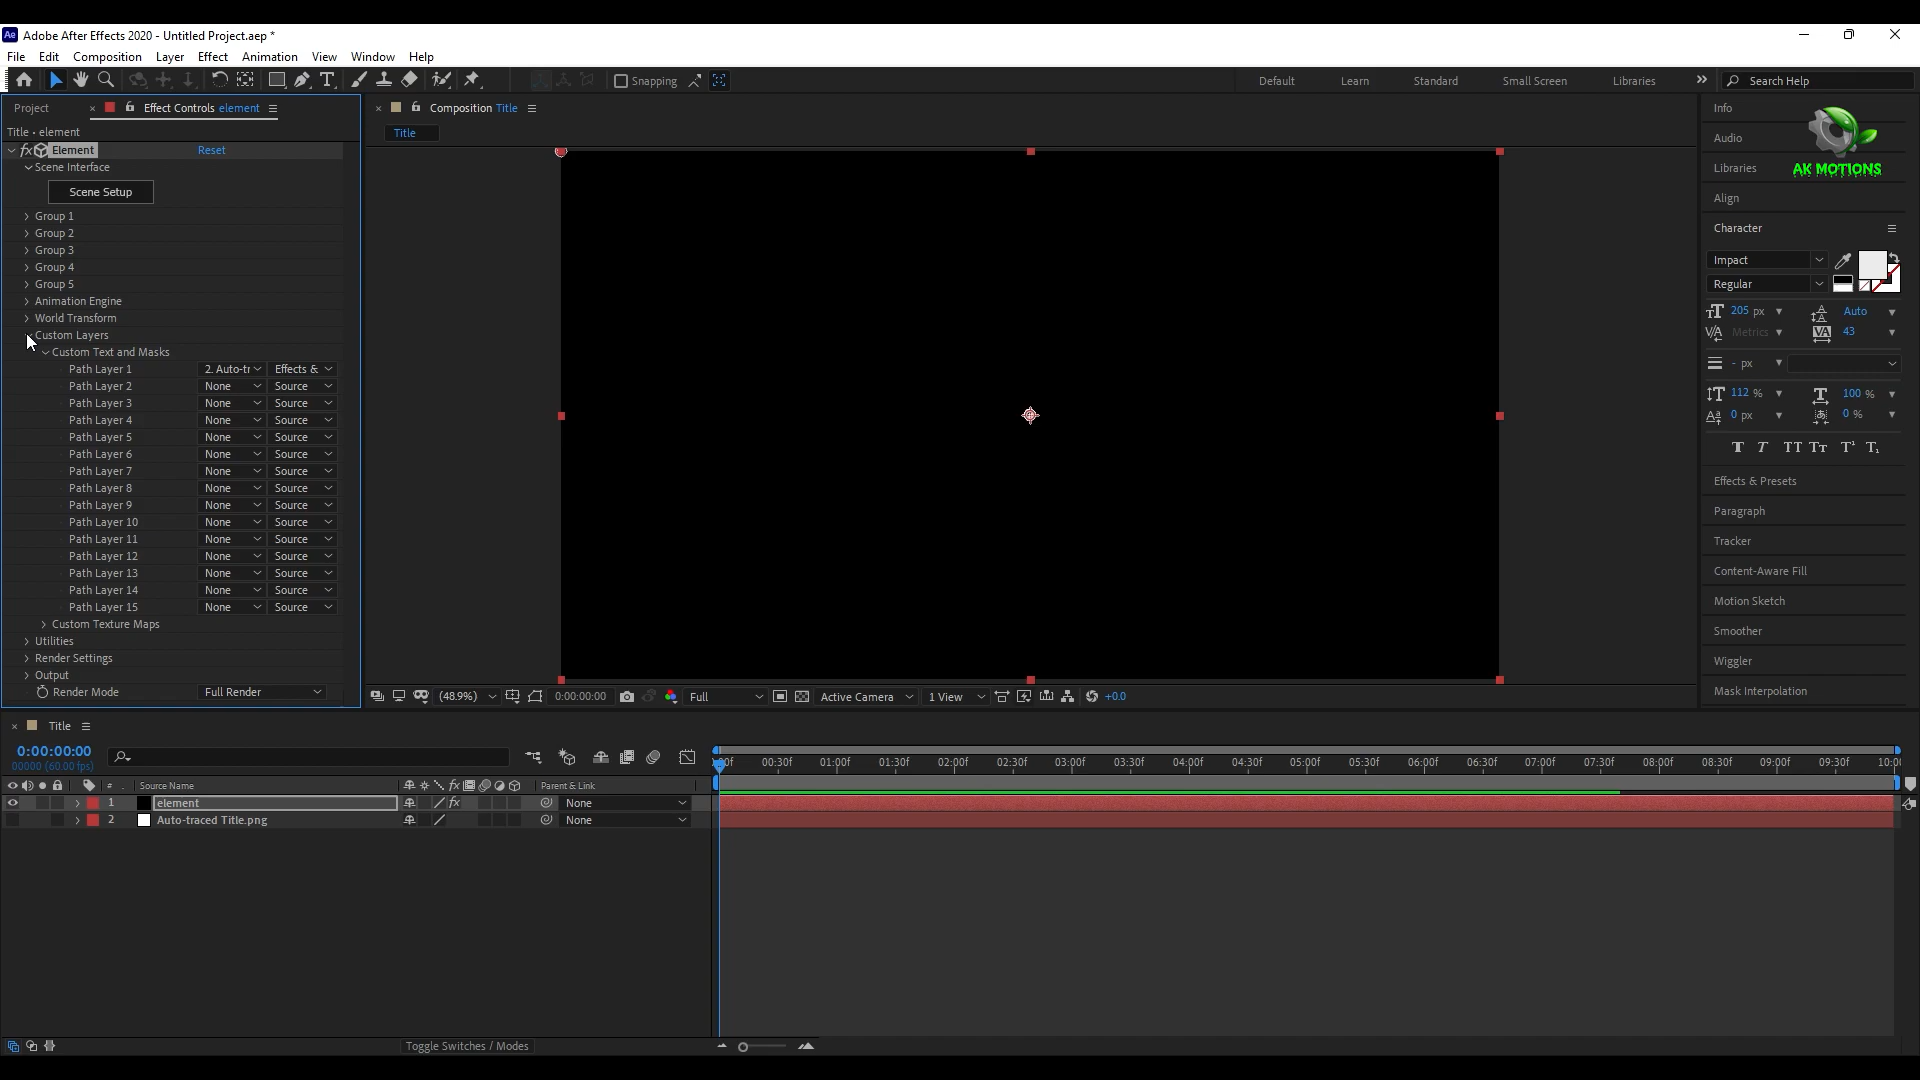 Ae Adobe After Effects 2020 - Untitled Project.aep *
File Edit Composition Layer Effect Animation View Window Help
Snapping Default Learn Standard Small Screen Libraries Search Help
Project Effect Controls element
Title • element
fx Element Reset
Scene Interface
Scene Setup
Group 1
Group 2
Group 3
Group 4
Group 5
Animation Engine
World Transform
Custom Layers
Custom Text and Masks
Path Layer 1 2. Auto-tr Effects &
Path Layer 2 None Source
Path Layer 3 None Source
Path Layer 4 None Source
Path Layer 5 None Source
Path Layer 6 None Source
Path Layer 7 None Source
Path Layer 8 None Source
Path Layer 9 None Source
Path Layer 10 None Source
Path Layer 11 None Source
Path Layer 12 None Source
Path Layer 13 None Source
Path Layer 14 None Source
Path Layer 15 None Source
Custom Texture Maps
Utilities
Render Settings
Output
Render Mode Full Render
Composition Title
Title
(48.9%) 0:00:00:00 Full Active Camera 1 View +0.0
Info
Audio
Libraries
AK MOTIONS
Align
Character
Impact
Regular
205 px Auto
Metrics 43
- px
112 % 100 %
0 px 0 %
T T TT Tт T¹ T₁
Effects & Presets
Paragraph
Tracker
Content-Aware Fill
Motion Sketch
Smoother
Wiggler
Mask Interpolation
Title
0:00:00:00
00000 (60.00 fps)
# . Source Name fx Parent & Link
1 element fx None
2 Auto-traced Title.png None
:00f 00:30f 01:00f 01:30f 02:00f 02:30f 03:00f 03:30f 04:00f 04:30f 05:00f 05:30f 06:00f 06:30f 07:00f 07:30f 08:00f 08:30f 09:00f 09:30f 10:00
Toggle Switches / Modes